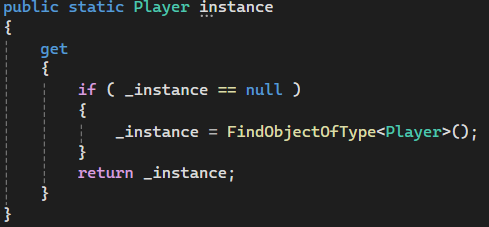 public static Player instance
{
    get
    {
        if ( _instance == null )
        {
            _instance = FindObjectOfType<Player>();
        }
        return _instance;
    }
}